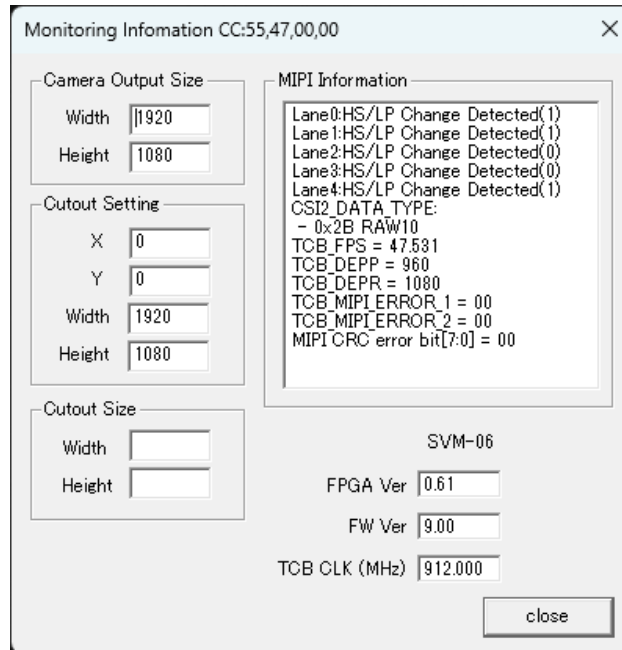 Monitoring Infomation CC:55,47,00,00
Camera Output Size
Width 1920
Height 1080
Cutout Setting
X 0
Y 0
Width 1920
Height 1080
Cutout Size
Width
Height
MIPI Information
Lane0:HS/LP Change Detected(1)
Lane1:HS/LP Change Detected(1)
Lane2:HS/LP Change Detected(0)
Lane3:HS/LP Change Detected(0)
Lane4:HS/LP Change Detected(1)
CSI2_DATA_TYPE:
- 0x2B RAW10
TCB_FPS = 47.531
TCB_DEPP = 960
TCB_DEPR = 1080
TCB_MIPI_ERROR_1 = 00
TCB_MIPI_ERROR_2 = 00
MIPI CRC error bit[7:0] = 00
SVM-06
FPGA Ver 0.61
FW Ver 9.00
TCB CLK (MHz) 912.000
close